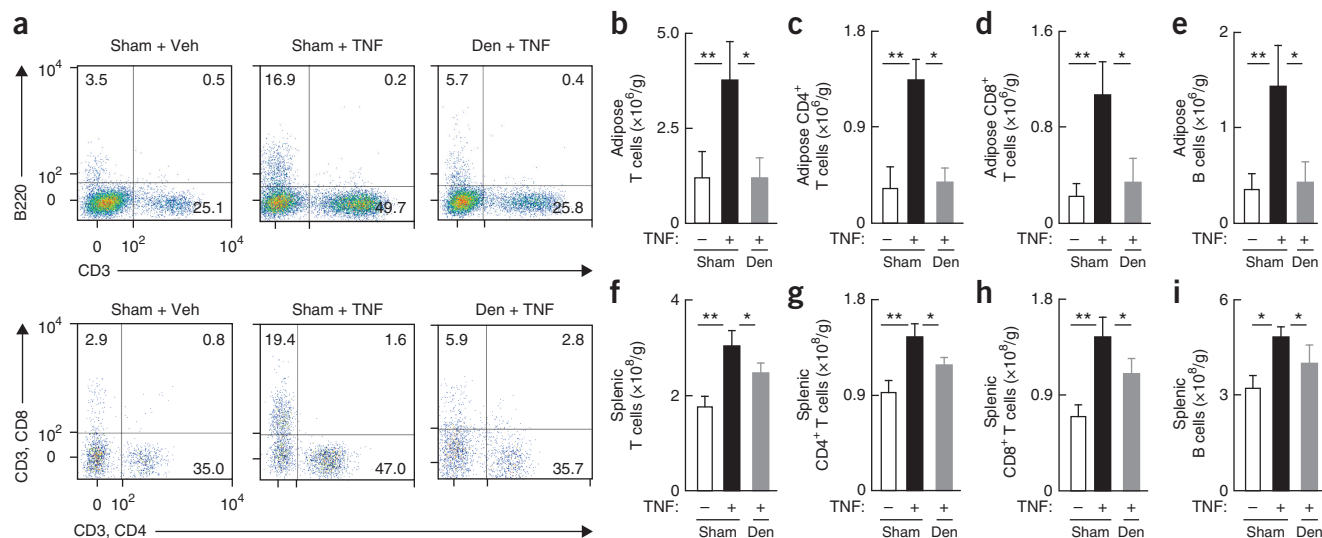 a
Sham + Veh
Sham + TNF
Den + TNF
B220
10⁴
10²
0
3.5
0.5
25.1
16.9
0.2
49.7
5.7
0.4
25.8
0
10²
10⁴
CD3
Sham + Veh
Sham + TNF
Den + TNF
CD3, CD8
10⁴
10²
0
2.9
0.8
35.0
19.4
1.6
47.0
5.9
2.8
35.7
0
10²
10⁴
CD3, CD4
b
Adipose
T cells (×10⁶/g)
5.0
2.5
0
**
*
TNF:
–
+
+
Sham
Den
c
Adipose CD4⁺
T cells (×10⁶/g)
1.8
0.9
0
**
*
–
+
+
Sham
Den
d
Adipose CD8⁺
T cells (×10⁶/g)
1.6
0.8
0
**
*
TNF:
–
+
+
Sham
Den
e
Adipose
B cells (×10⁶/g)
2
1
0
**
*
–
+
+
Sham
Den
f
Splenic
T cells (×10⁸/g)
4
2
0
**
*
TNF:
–
+
+
Sham
Den
g
Splenic
CD4⁺ T cells (×10⁸/g)
1.8
0.9
0
**
*
–
+
+
Sham
Den
h
Splenic
CD8⁺ T cells (×10⁸/g)
1.8
0.9
0
**
*
TNF:
–
+
+
Sham
Den
i
Splenic
B cells (×10⁸/g)
6
3
0
*
*
–
+
+
Sham
Den